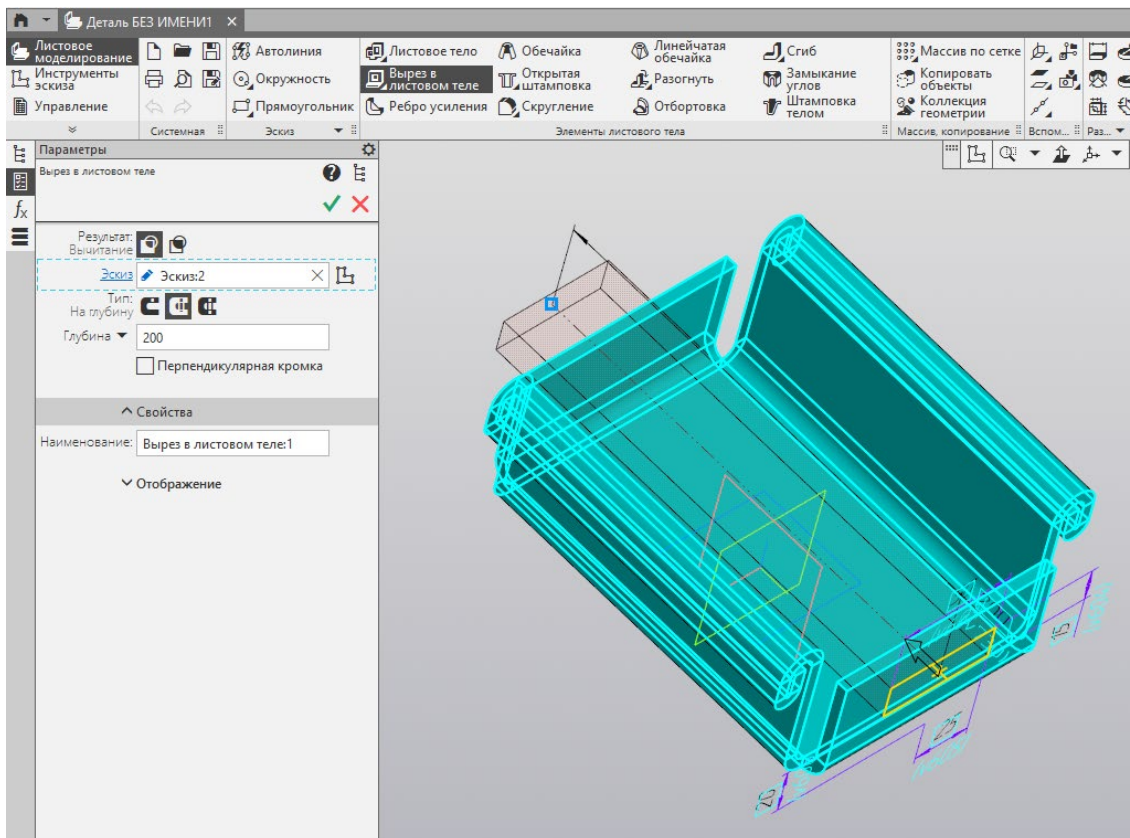 Деталь БЕЗ ИМЕНИ1
Листовое моделирование
Автолиния
Листовое тело
Обечайка
Линейчатая обечайка
Сгиб
Массив по сетке
Инструменты эскиза
Окружность
Вырез в листовом теле
Открытая штамповка
Разогнуть
Замыкание углов
Копировать объекты
Управление
Прямоугольник
Ребро усиления
Скругление
Отбортовка
Штамповка телом
Коллекция геометрии
Системная
Эскиз
Элементы листового тела
Массив, копирование
Вспом...
Раз...
Параметры
Вырез в листовом теле
Результат:
Вычитание
Эскиз
Эскиз:2
Тип:
На глубину
Глубина
200
Перпендикулярная кромка
Свойства
Наименование:
Вырез в листовом теле:1
Отображение
15
25
20